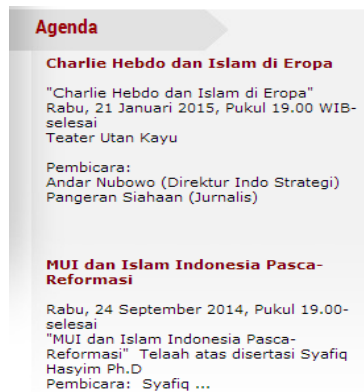 Agenda
Charlie Hebdo dan Islam di Eropa
"Charlie Hebdo dan Islam di Eropa"
Rabu, 21 Januari 2015, Pukul 19.00 WIB-
selesai
Teater Utan Kayu
Pembicara:
Andar Nubowo (Direktur Indo Strategi)
Pangeran Siahaan (Jurnalis)
MUI dan Islam Indonesia Pasca-
Reformasi
Rabu, 24 September 2014, Pukul 19.00-
selesai
"MUI dan Islam Indonesia Pasca-
Reformasi" Telaah atas disertasi Syafiq
Hasyim Ph.D
Pembicara: Syafiq ...